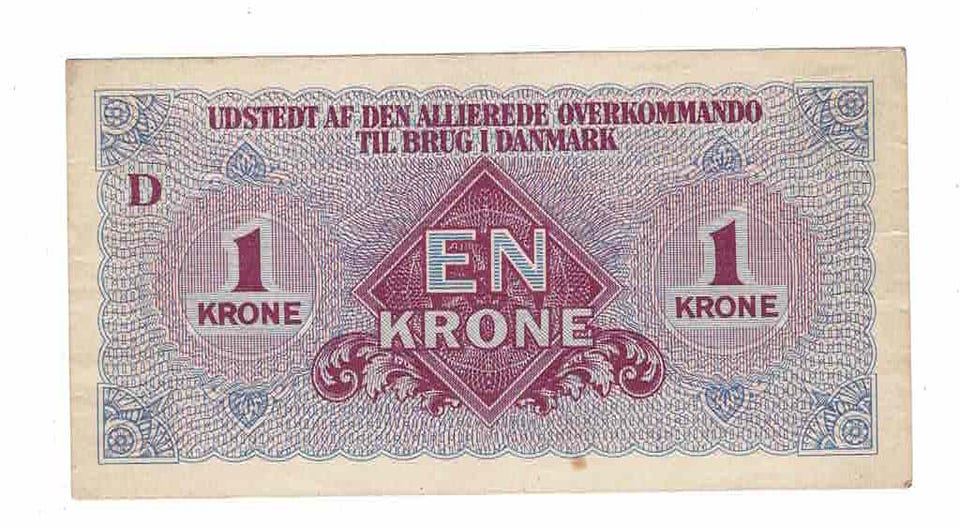 UDSTEDT AF DEN ALLIEREDE OVERKOMMANDO
TIL BRUG I DANMARK
D
1
KRONE
EN
KRONE
1
KRONE